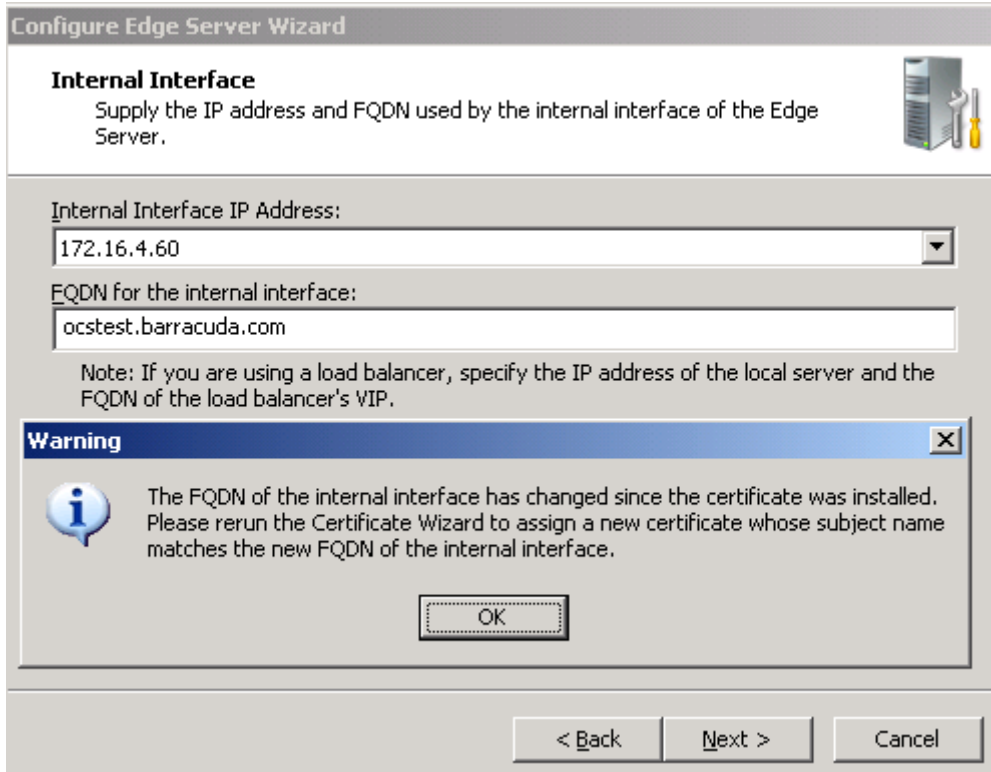 Configure Edge Server Wizard
Internal Interface
Supply the IP address and FQDN used by the internal interface of the Edge
Server.
Internal Interface IP Address:
172.16.4.60
FQDN for the internal interface:
ocstest.barracuda.com
Note: If you are using a load balancer, specify the IP address of the local server and the
FQDN of the load balancer's VIP.
Warning
The FQDN of the internal interface has changed since the certificate was installed.
Please rerun the Certificate Wizard to assign a new certificate whose subject name
matches the new FQDN of the internal interface.
OK
< Back Next > Cancel